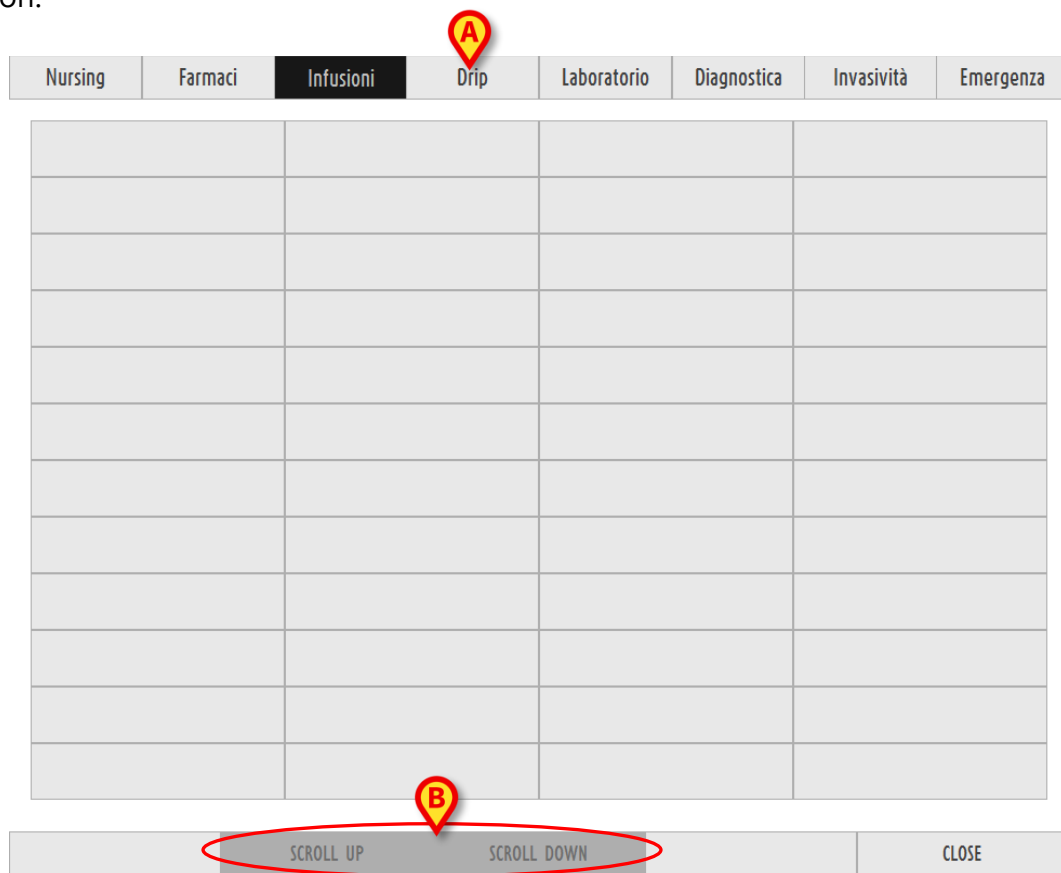 on.
A
Nursing Farmaci Infusioni Drip Laboratorio Diagnostica Invasività Emergenza
B
SCROLL UP SCROLL DOWN CLOSE